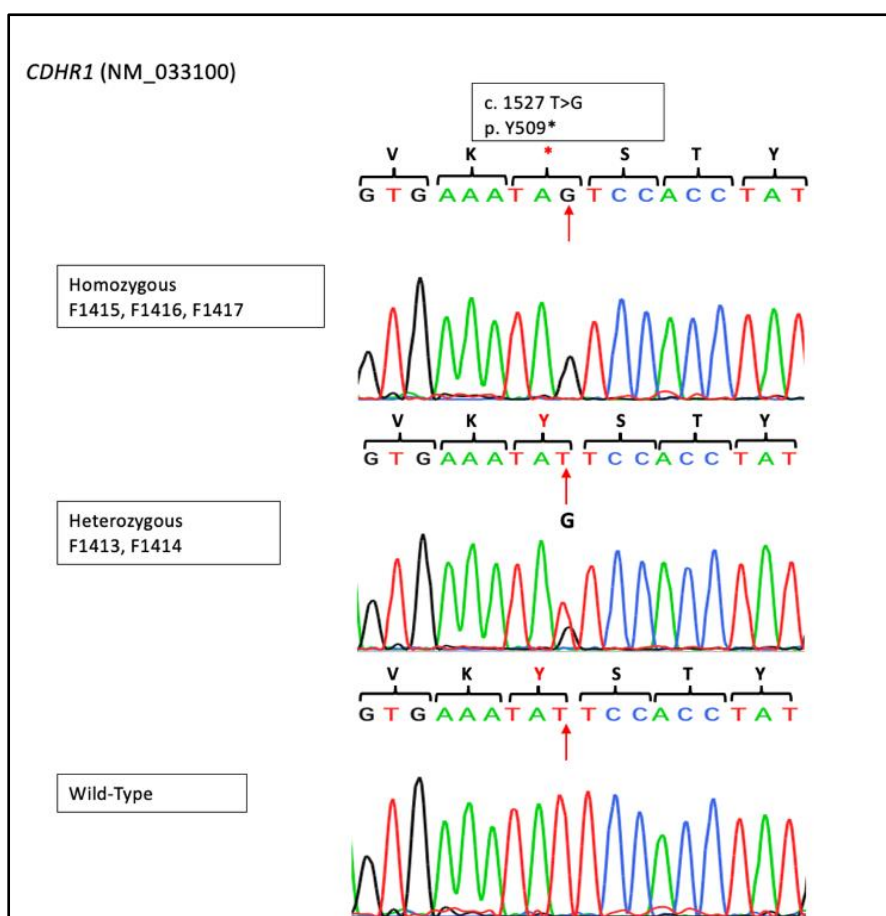 CDHR1 (NM_033100)
c. 1527 T>G
p. Y509*
V K * S T Y
G T G A A A T A G T C C A C C T A T
Homozygous
F1415, F1416, F1417
V K Y S T Y
G T G A A A T A T T C C A C C T A T
Heterozygous
F1413, F1414
G
V K Y S T Y
G T G A A A T A T T C C A C C T A T
Wild-Type